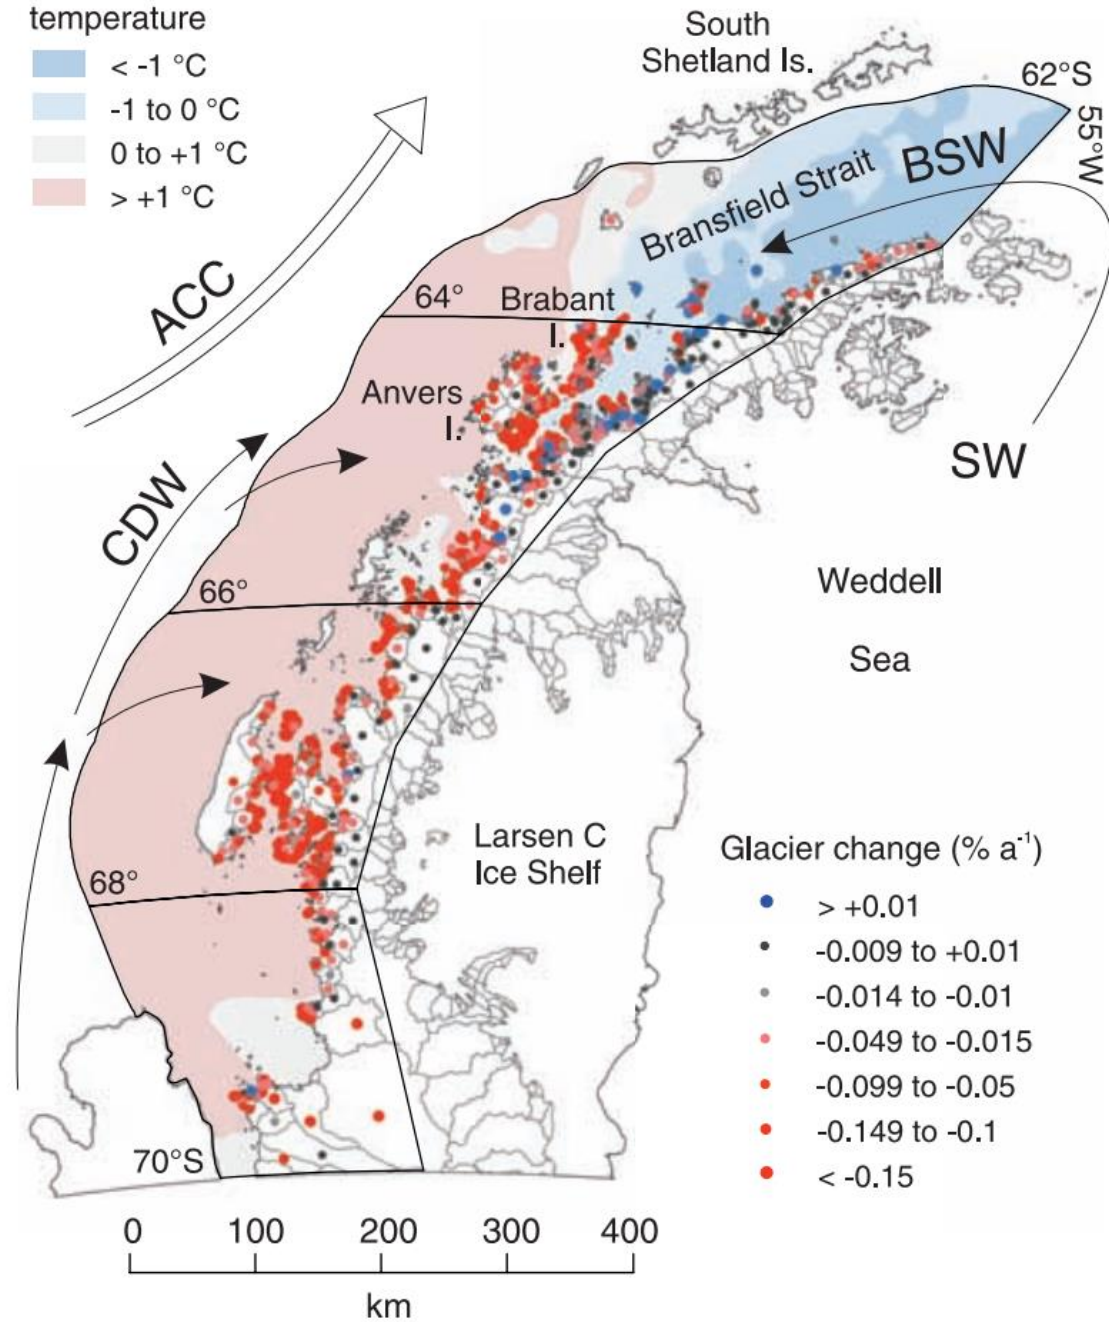 temperature
< -1 °C
-1 to 0 °C
0 to +1 °C
> +1 °C
South
Shetland Is.
62°S
55°W
BSW
Bransfield Strait
ACC
64°
Brabant
I.
Anvers
I.
SW
CDW
66°
Weddell
Sea
Larsen C
Ice Shelf
68°
Glacier change (% a⁻¹)
> +0.01
-0.009 to +0.01
-0.014 to -0.01
-0.049 to -0.015
-0.099 to -0.05
-0.149 to -0.1
< -0.15
70°S
0 100 200 300 400
km